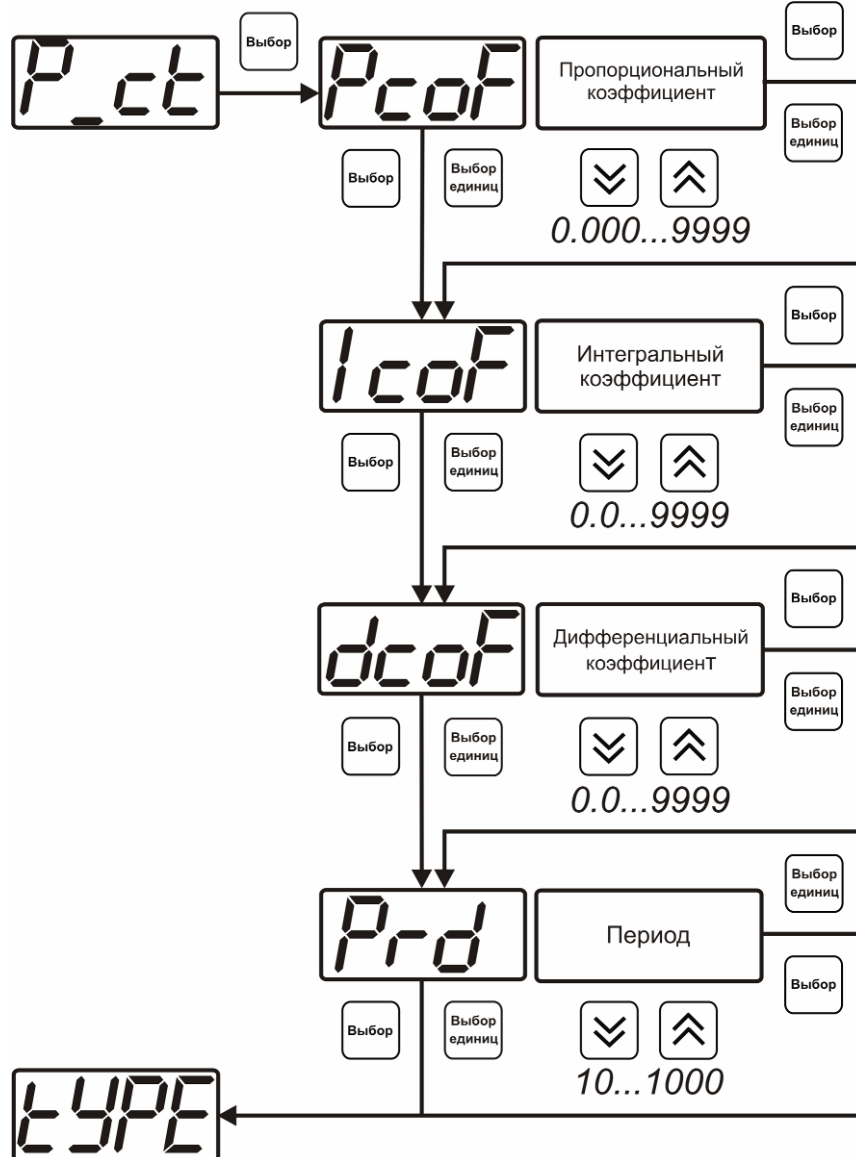 Выбор
Выбор
P_ct
PcoF
Пропорциональный
коэффициент
Выбор
единиц
Выбор
Выбор
единиц
0.000...9999
Выбор
IcoF
Интегральный
коэффициент
Выбор
единиц
Выбор
Выбор
единиц
0.0...9999
Выбор
dcoF
Дифференциальный
коэффициент
Выбор
единиц
Выбор
Выбор
единиц
0.0...9999
Выбор
единиц
Prd
Период
Выбор
Выбор
Выбор
единиц
10...1000
tYPE